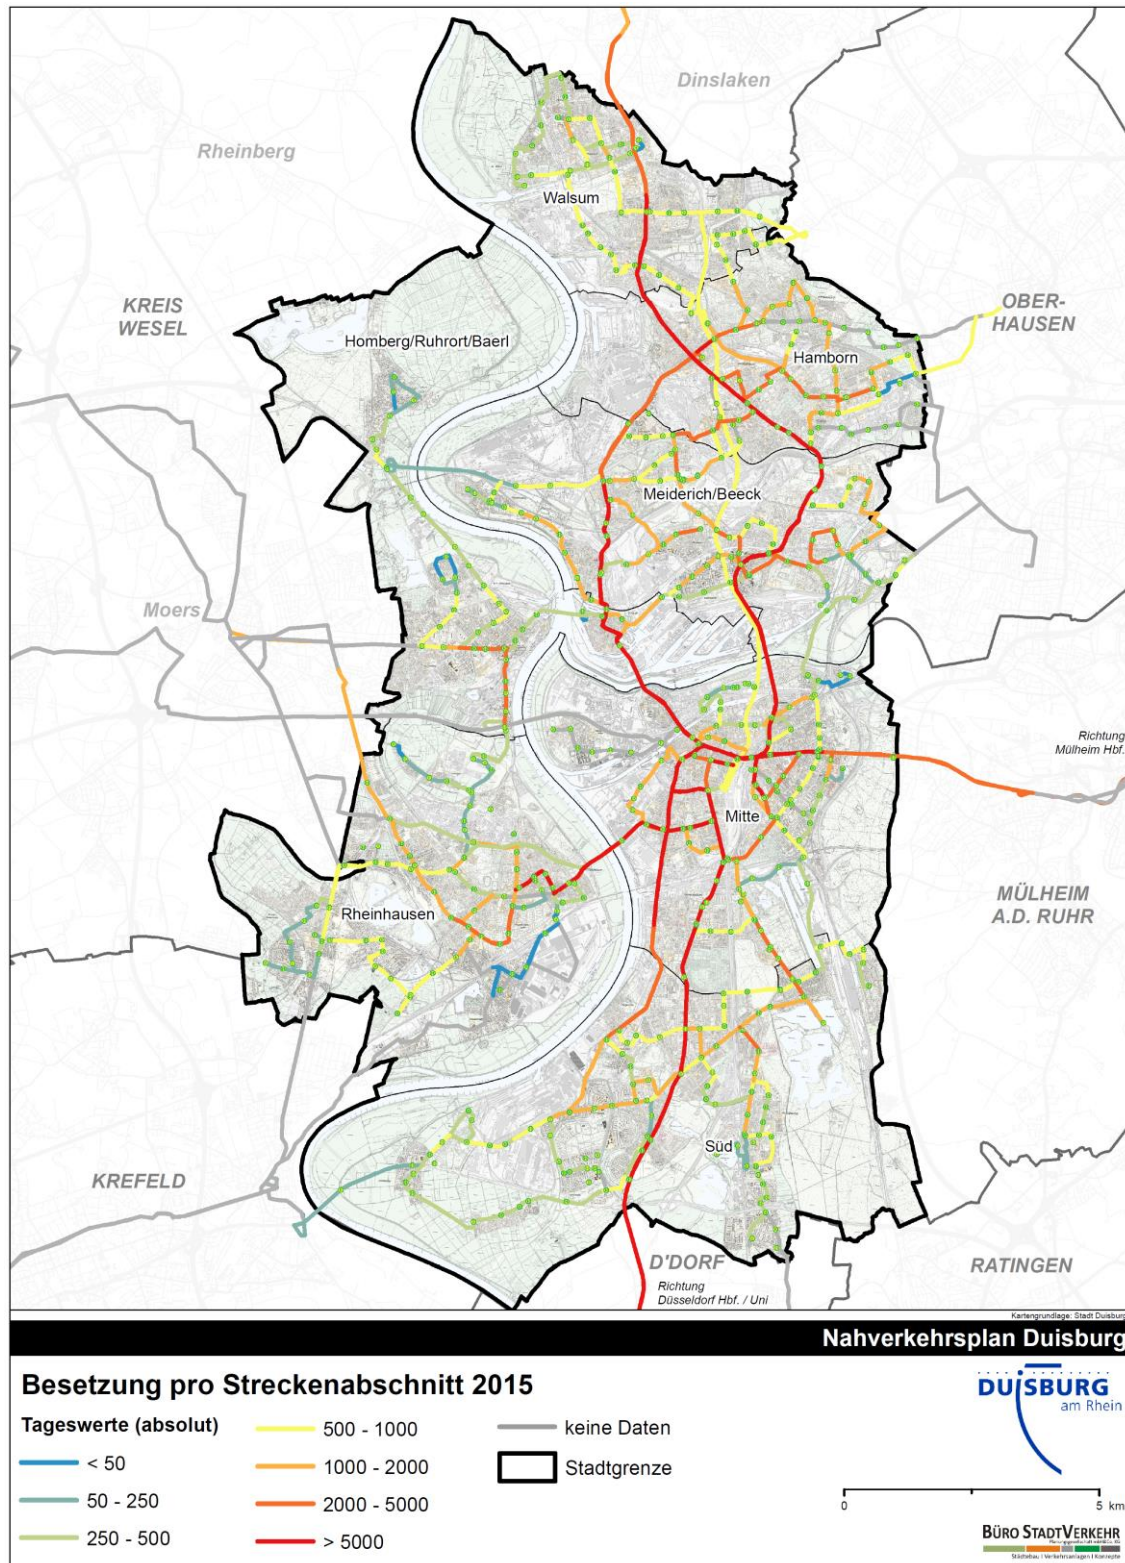 Dinslaken
Rheinberg
Walsum
KREIS
WESEL
OBER-
HAUSEN
Homberg/Ruhrort/Baerl
Hamborn
Meiderich/Beeck
Moers
Richtung
Mülheim Hbf.
Mitte
Rheinhausen
MÜLHEIM
A.D. RUHR
Süd
KREFELD
D'DORF
RATINGEN
Richtung
Düsseldorf Hbf. / Uni
Kartengrundlage: Stadt Duisburg
Nahverkehrsplan Duisburg
Besetzung pro Streckenabschnitt 2015
Tageswerte (absolut)
< 50
50 - 250
250 - 500
500 - 1000
1000 - 2000
2000 - 5000
> 5000
keine Daten
Stadtgrenze
DUISBURG
am Rhein
0 5 km
BÜRO STADTVERKEHR
Städtebau I Verkehrsanlagen I Konzepte